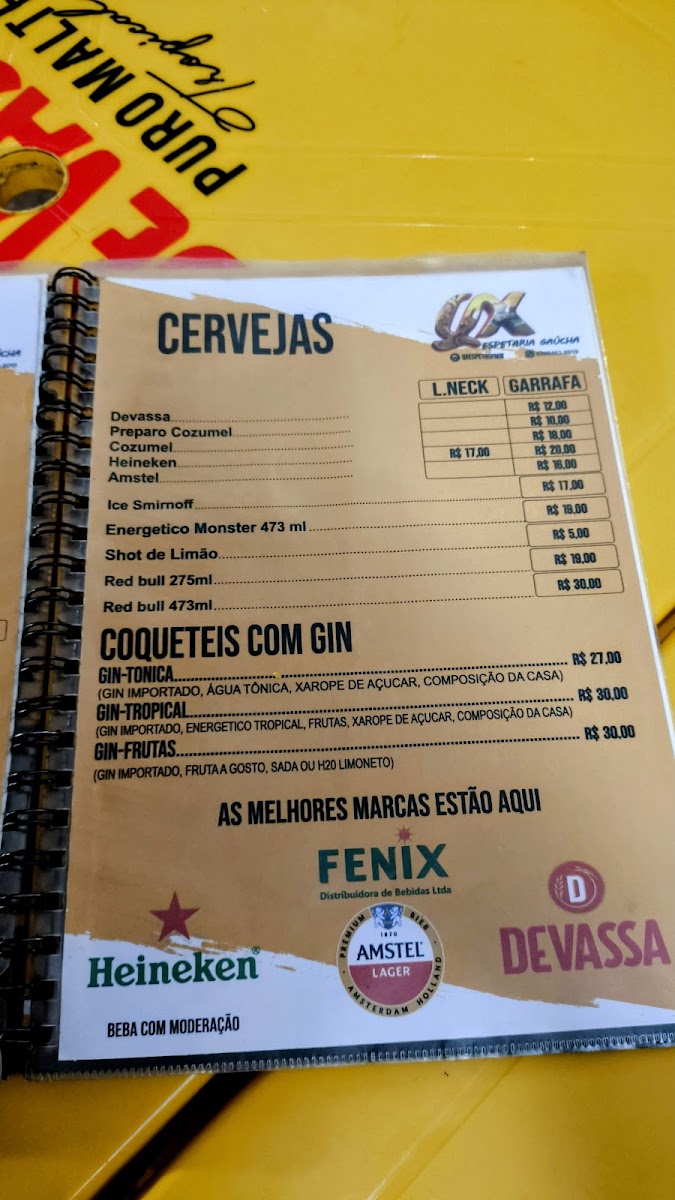 PURO MALTE
Tropical
DEVAS
CERVEJAS
ESPETARIA GAÚCHA
L.NECK GARRAFA
Devassa R$ 12,00
Preparo Cozumel R$ 10,00
Cozumel R$ 18,00
Heineken R$ 17,00 R$ 20,00
Amstel R$ 16,00
Ice Smirnoff R$ 17,00
Energetico Monster 473 ml R$ 19,00
Shot de Limão R$ 5,00
Red bull 275ml R$ 19,00
Red bull 473ml R$ 30,00
COQUETEIS COM GIN
GIN-TONICA R$ 27,00
(GIN IMPORTADO, ÁGUA TÔNICA, XAROPE DE AÇUCAR, COMPOSIÇÃO DA CASA)
GIN-TROPICAL R$ 30,00
(GIN IMPORTADO, ENERGETICO TROPICAL, FRUTAS, XAROPE DE AÇUCAR, COMPOSIÇÃO DA CASA)
GIN-FRUTAS R$ 30,00
(GIN IMPORTADO, FRUTA A GOSTO, SADA OU H20 LIMONETO)
AS MELHORES MARCAS ESTÃO AQUI
FENIX
Distribuidora de Bebidas Ltda
D
DEVASSA
Heineken®
PREMIUM BIER
1870
AMSTEL
LAGER
AMSTERDAM HOLLAND
BEBA COM MODERAÇÃO